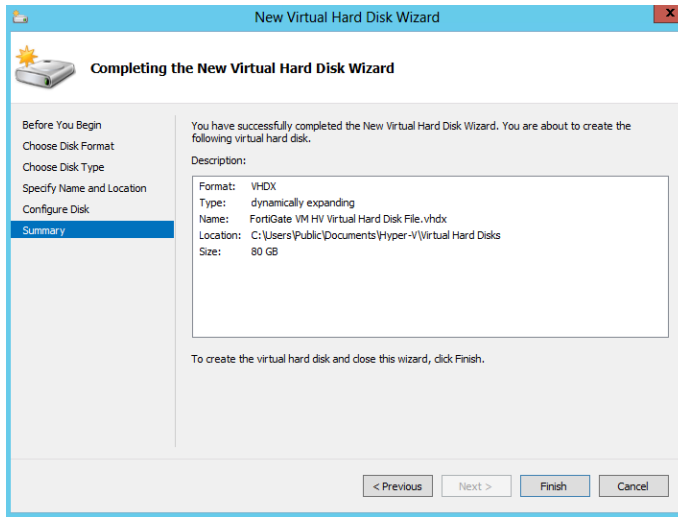 New Virtual Hard Disk Wizard
x
Completing the New Virtual Hard Disk Wizard
Before You Begin
Choose Disk Format
Choose Disk Type
Specify Name and Location
Configure Disk
Summary
You have successfully completed the New Virtual Hard Disk Wizard. You are about to create the
following virtual hard disk.
Description:
Format: VHDX
Type: dynamically expanding
Name: FortiGate VM HV Virtual Hard Disk File.vhdx
Location: C:\Users\Public\Documents\Hyper-V\Virtual Hard Disks
Size: 80 GB
To create the virtual hard disk and close this wizard, click Finish.
< Previous
Next >
Finish
Cancel